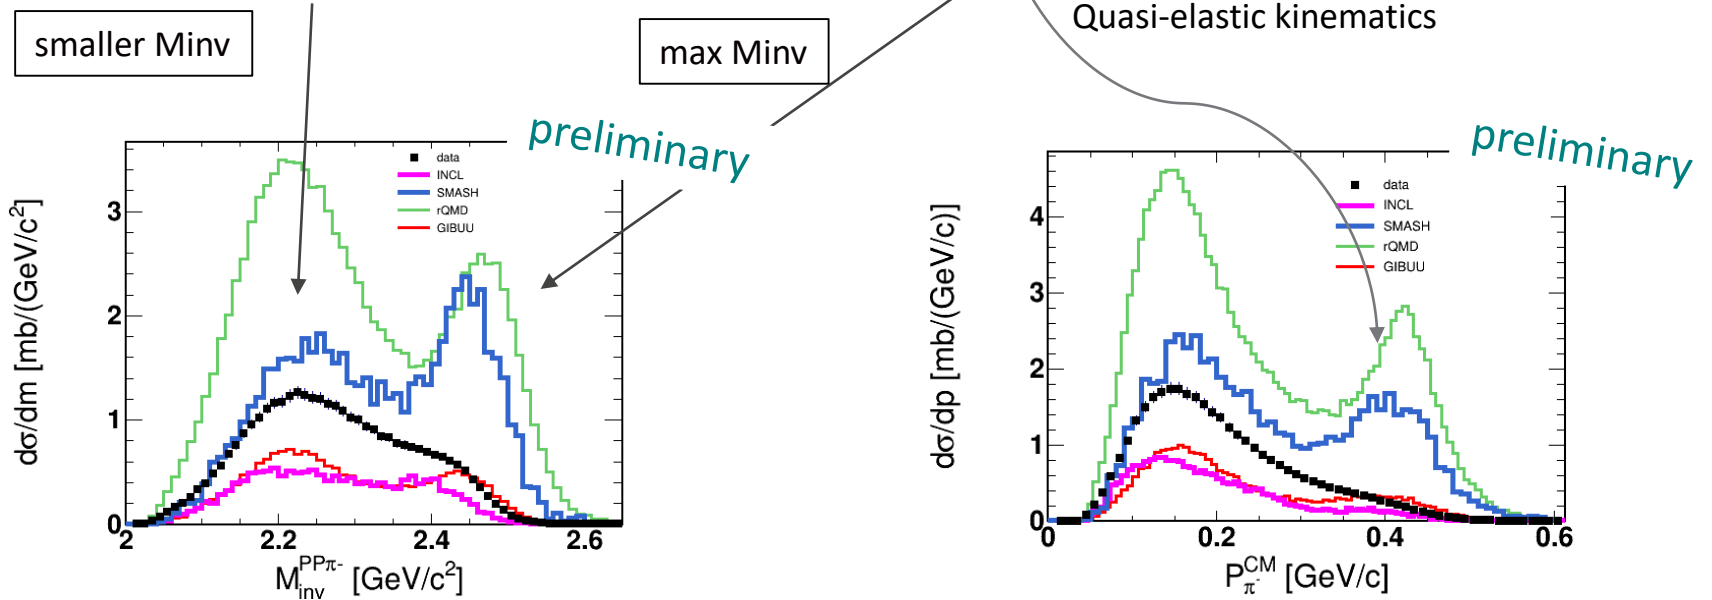 smaller Minv
max Minv
Quasi-elastic kinematics
preliminary
dσ/dm [mb/(GeV/c²)]
3
2
1
0
data
INCL
SMASH
rQMD
GIBUU
2
2.2
2.4
2.6
M_inv^PPπ- [GeV/c²]
preliminary
dσ/dp [mb/(GeV/c)]
4
3
2
1
0
data
INCL
SMASH
rQMD
GIBUU
0
0.2
0.4
0.6
P_π-^CM [GeV/c]